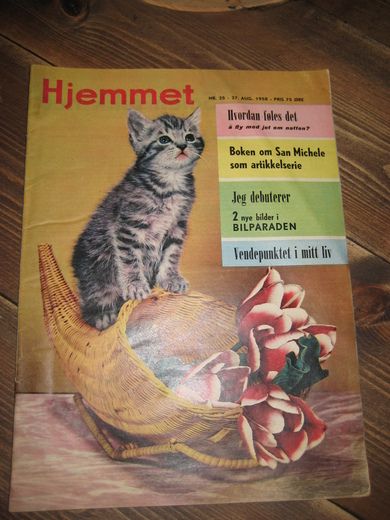 Hjemmet
NR. 35 - 27. AUG. 1958 - PRIS 75 ØRE
Hvordan føles det
å fly med jet om natten?
Boken om San Michele
som artikkelserie
Jeg debuterer
2 nye bilder i
BILPARADEN
Vendepunktet i mitt liv